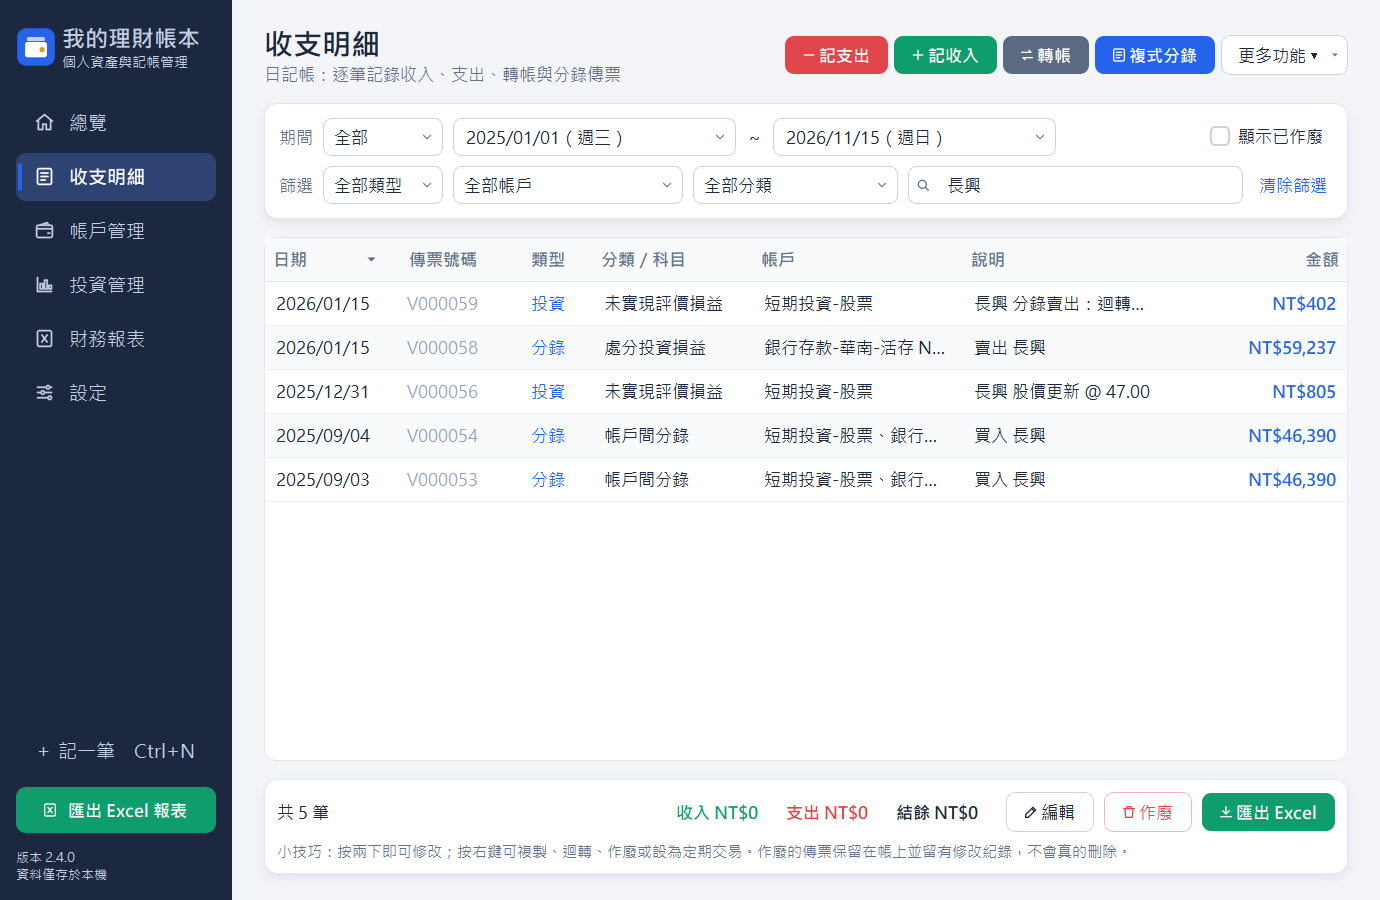 我的理財帳本
個人資產與記帳管理
總覽
收支明細
帳戶管理
投資管理
財務報表
設定
+ 記一筆 Ctrl+N
匯出 Excel 報表
版本 2.4.0
資料僅存於本機
收支明細
日記帳：逐筆記錄收入、支出、轉帳與分錄傳票
記支出 記收入 轉帳 複式分錄 更多功能
期間 全部 2025/01/01 ( 週三 ) ~ 2026/11/15 ( 週日 ) 顯示已作廢
篩選 全部類型 全部帳戶 全部分類 長興 清除篩選
日期 傳票號碼 類型 分類 / 科目 帳戶 說明 金額
2026/01/15 V000059 投資 未實現評價損益 短期投資-股票 長興 分錄賣出：迴轉... NT$402
2026/01/15 V000058 分錄 處分投資損益 銀行存款-華南-活存 N... 賣出 長興 NT$59,237
2025/12/31 V000056 投資 未實現評價損益 短期投資-股票 長興 股價更新 @ 47.00 NT$805
2025/09/04 V000054 分錄 帳戶間分錄 短期投資-股票、銀行... 買入 長興 NT$46,390
2025/09/03 V000053 分錄 帳戶間分錄 短期投資-股票、銀行... 買入 長興 NT$46,390
共 5 筆 收入 NT$0 支出 NT$0 結餘 NT$0 編輯 作廢 匯出 Excel
小技巧：按兩下即可修改；按右鍵可複製、迴轉、作廢或設為定期交易。作廢的傳票保留在帳上並留有修改紀錄，不會真的刪除。